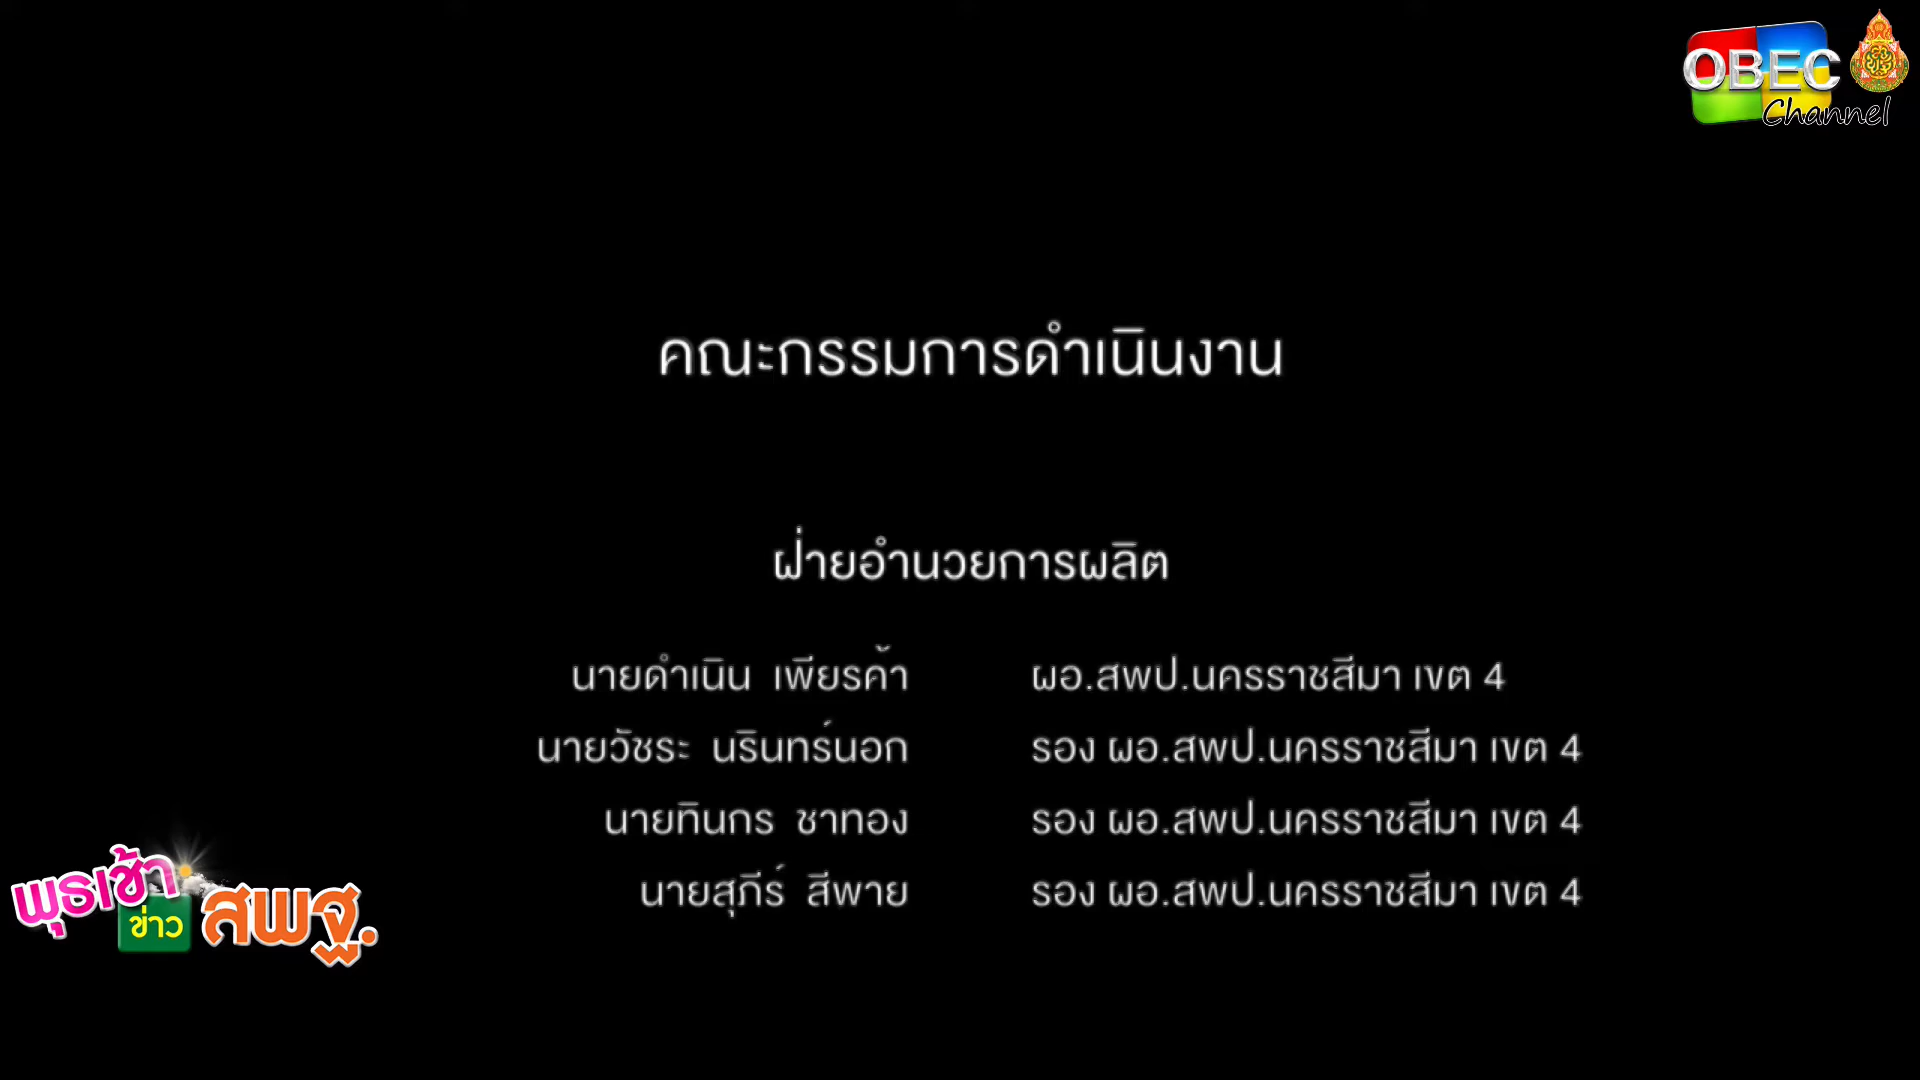 OBEC
Channel
คณะกรรมการดำเนินงาน
ฝ่ายอำนวยการผลิต
นายดำเนิน เพียรค้า ผอ.สพป.นครราชสีมา เขต 4
นายวัชระ นรินทร์นอก รอง ผอ.สพป.นครราชสีมา เขต 4
นายทินกร ชาทอง รอง ผอ.สพป.นครราชสีมา เขต 4
นายสุภีร์ สีพาย รอง ผอ.สพป.นครราชสีมา เขต 4
พุธเช้า
ข่าว สพฐ.